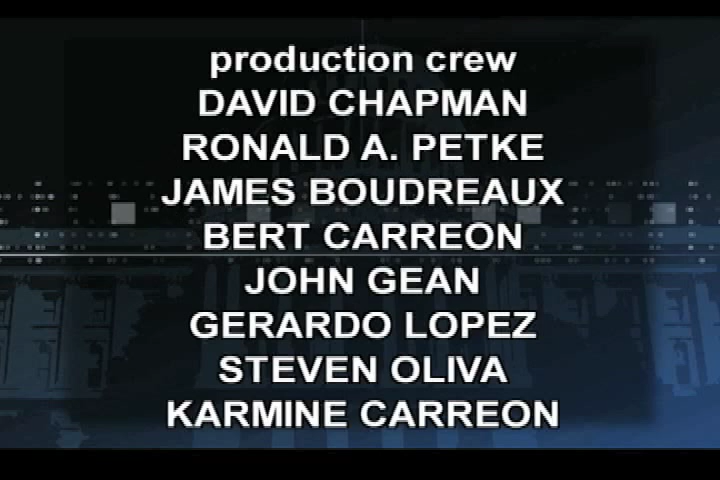 production crew
DAVID CHAPMAN
RONALD A. PETKE
JAMES BOUDREAUX
BERT CARREON
JOHN GEAN
GERARDO LOPEZ
STEVEN OLIVA
KARMINE CARREON